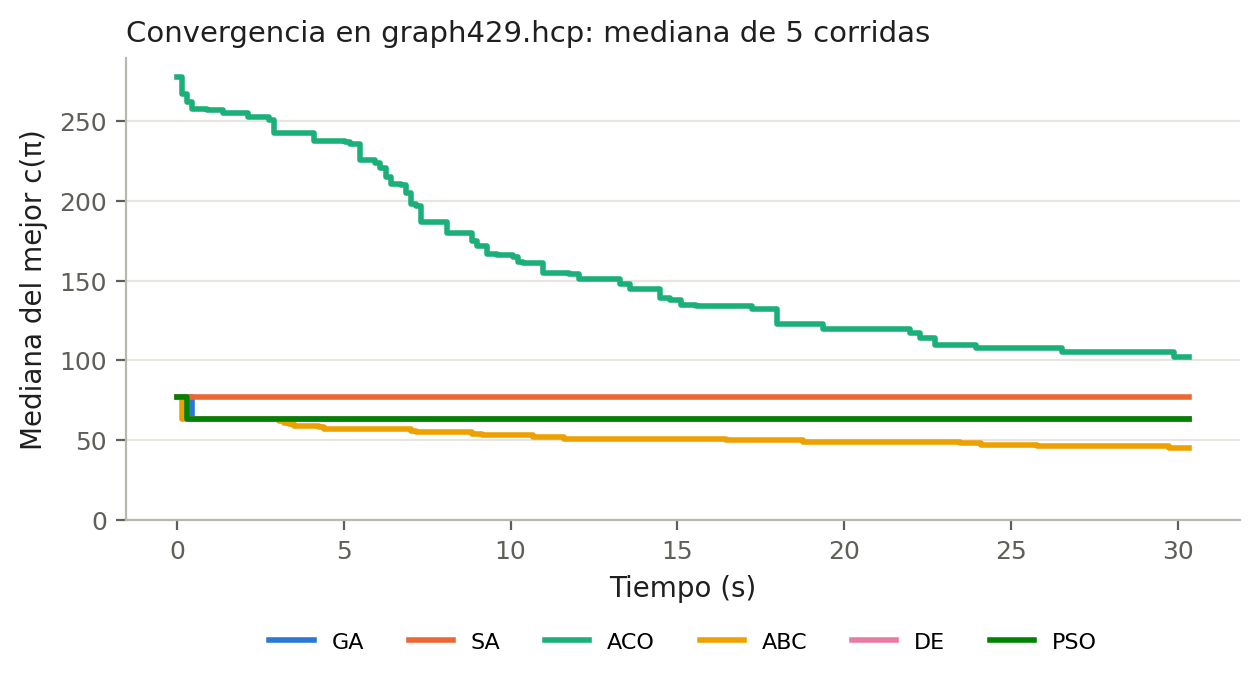 Convergencia en graph429.hcp: mediana de 5 corridas
Mediana del mejor c(π)
250
200
150
100
50
0
0 5 10 15 20 25 30
Tiempo (s)
GA SA ACO ABC DE PSO